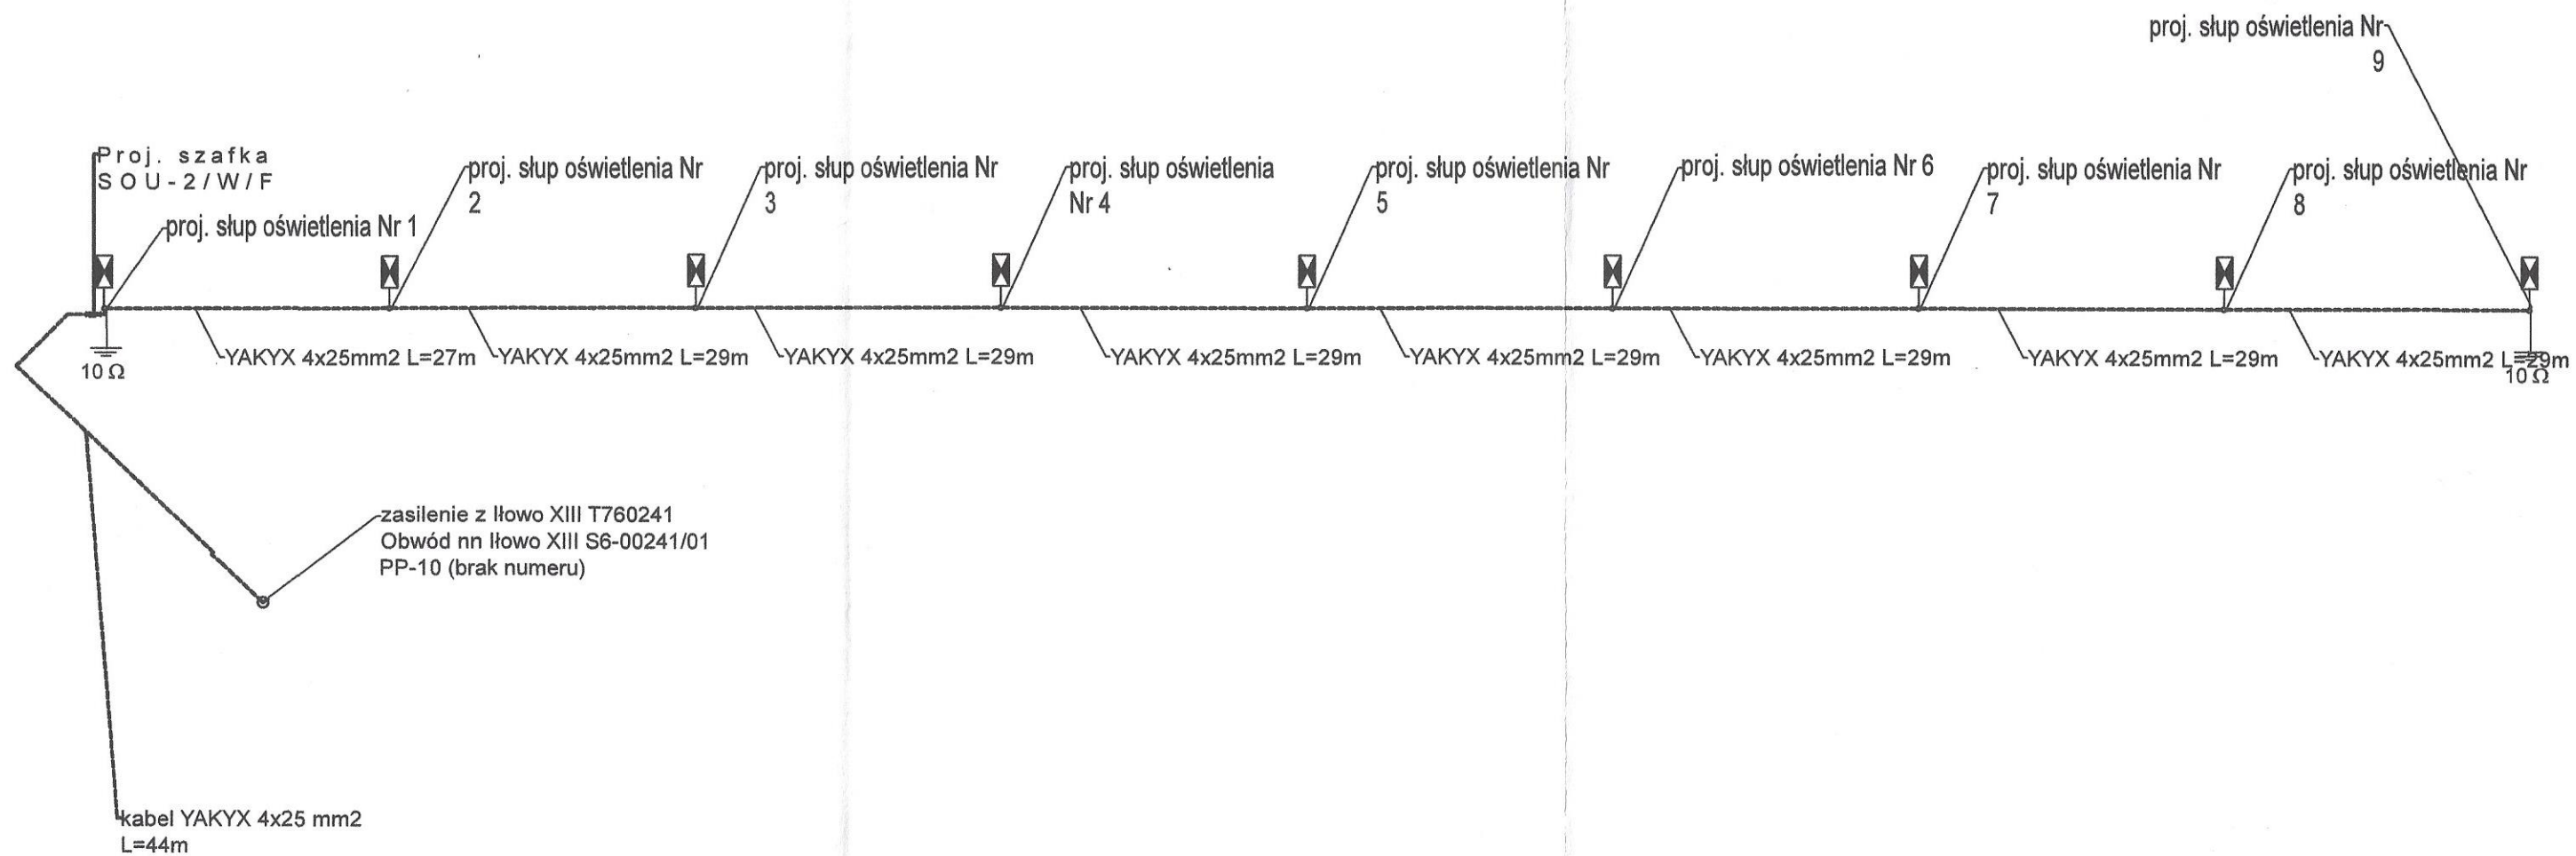 proj. słup oświetlenia Nr
9
Proj. szafka
SOU-2/W/F
proj. słup oświetlenia Nr 1
proj. słup oświetlenia Nr
2
proj. słup oświetlenia Nr
3
proj. słup oświetlenia
Nr 4
proj. słup oświetlenia Nr
5
proj. słup oświetlenia Nr 6
proj. słup oświetlenia Nr
7
proj. słup oświetlenia Nr
8
YAKYX 4x25mm2 L=27m
YAKYX 4x25mm2 L=29m
YAKYX 4x25mm2 L=29m
YAKYX 4x25mm2 L=29m
YAKYX 4x25mm2 L=29m
YAKYX 4x25mm2 L=29m
YAKYX 4x25mm2 L=29m
YAKYX 4x25mm2 L=29m
10 Ω
10 Ω
zasilenie z Iłowo XIII T760241
Obwód nn Iłowo XIII S6-00241/01
PP-10 (brak numeru)
kabel YAKYX 4x25 mm2
L=44m